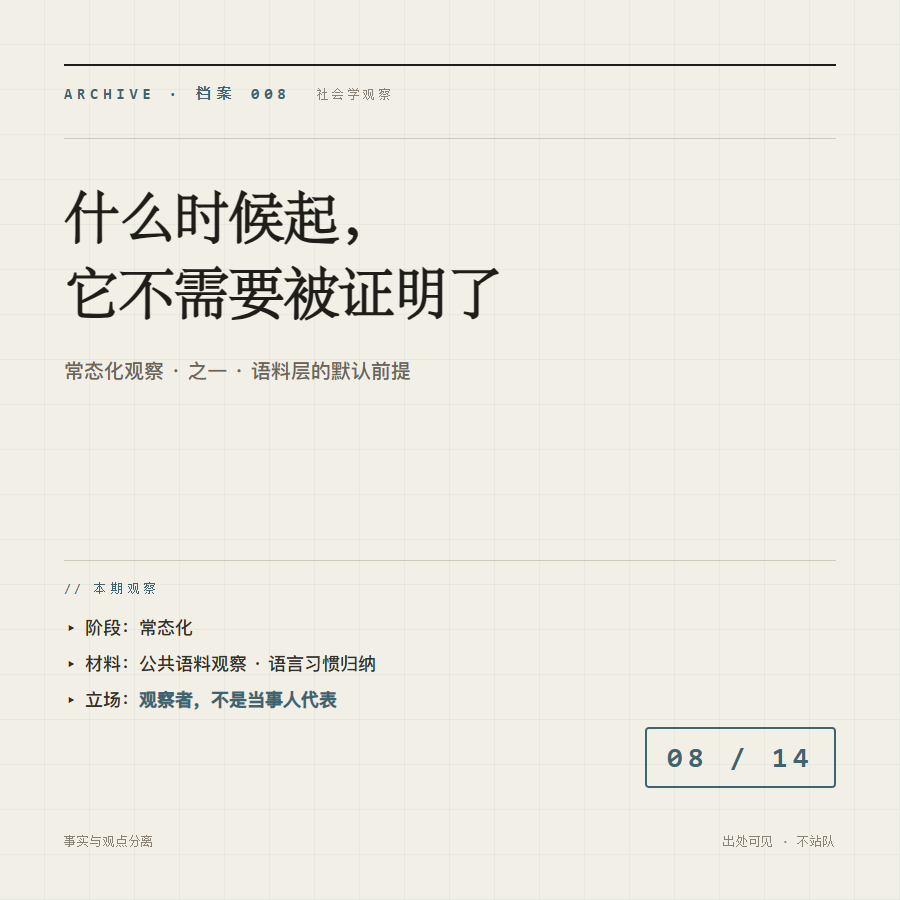 ARCHIVE · 档案 008 社会学观察
什么时候起，
它不需要被证明了
常态化观察 · 之一 · 语料层的默认前提
// 本期观察
▸ 阶段：常态化
▸ 材料：公共语料观察 · 语言习惯归纳
▸ 立场：观察者，不是当事人代表
08 / 14
事实与观点分离 出处可见 · 不站队